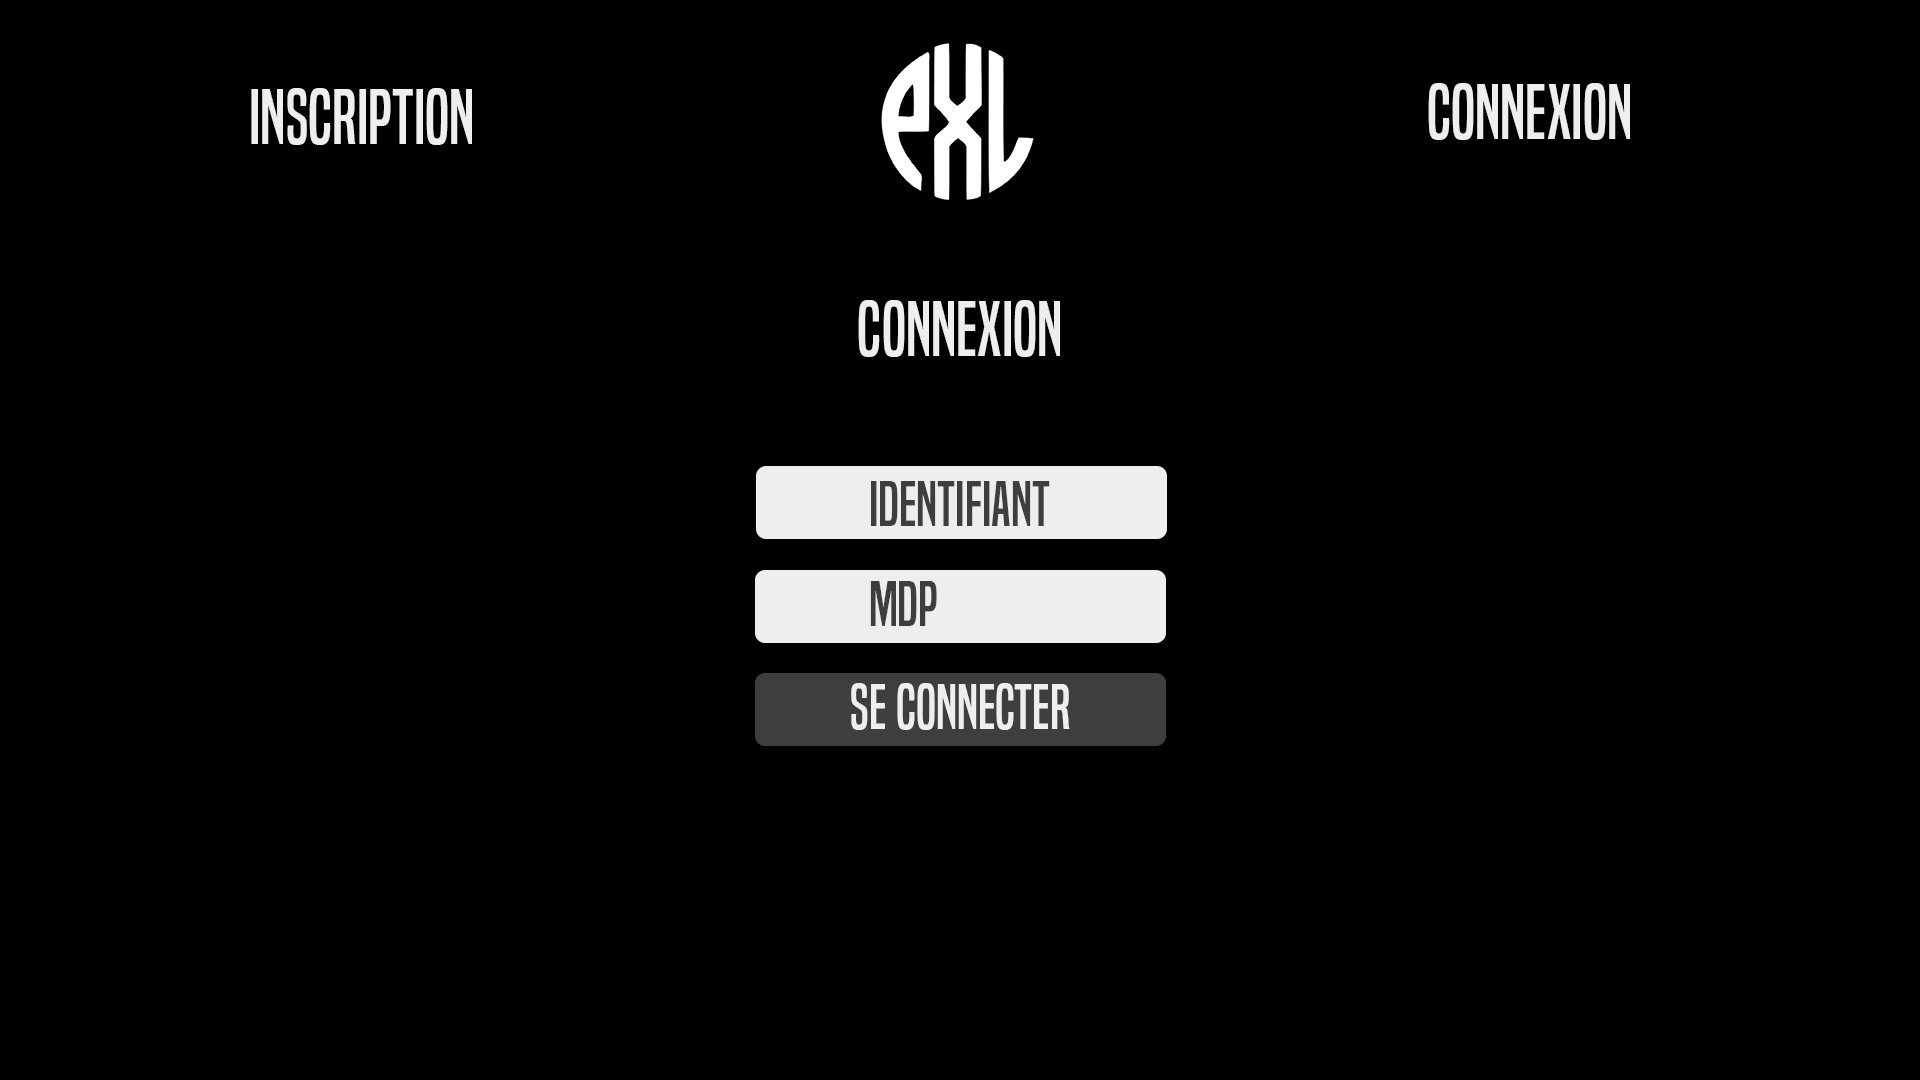 INSCRIPTION
PXL
CONNEXION
CONNEXION
IDENTIFIANT
MDP
SE CONNECTER